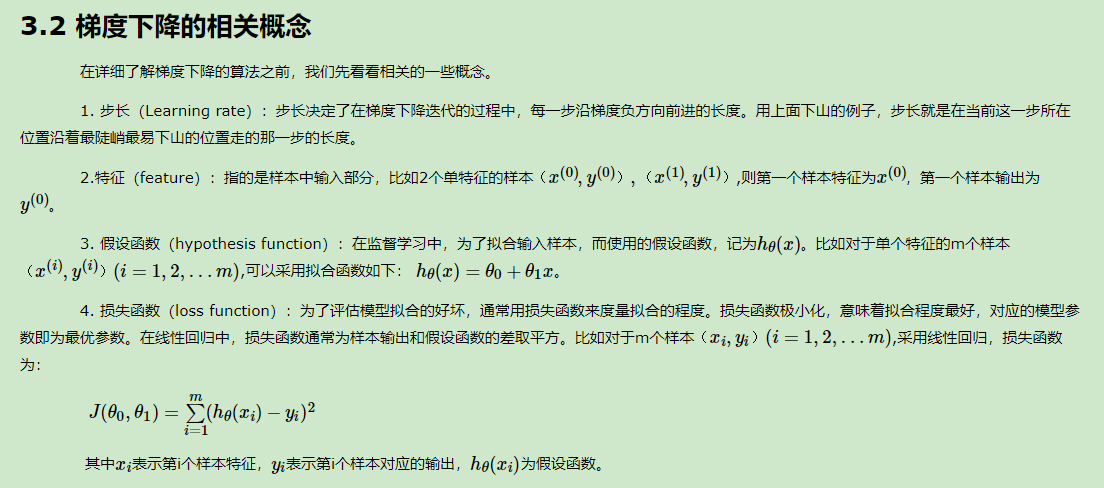 3.2 梯度下降的相关概念
在详细了解梯度下降的算法之前，我们先看看相关的一些概念。
1. 步长（Learning rate）：步长决定了在梯度下降迭代的过程中，每一步沿梯度负方向前进的长度。用上面下山的例子，步长就是在当前这一步所在
位置沿着最陡峭最易下山的位置走的那一步的长度。
2.特征（feature）：指的是样本中输入部分，比如2个单特征的样本（x^{(0)}, y^{(0)}），（x^{(1)}, y^{(1)}）,则第一个样本特征为x^{(0)}，第一个样本输出为
y^{(0)}。
3. 假设函数（hypothesis function）：在监督学习中，为了拟合输入样本，而使用的假设函数，记为h_θ(x)。比如对于单个特征的m个样本
（x^{(i)}, y^{(i)}）(i = 1, 2, ...m),可以采用拟合函数如下： h_θ(x) = θ_0 + θ_1x。
4. 损失函数（loss function）：为了评估模型拟合的好坏，通常用损失函数来度量拟合的程度。损失函数极小化，意味着拟合程度最好，对应的模型参
数即为最优参数。在线性回归中，损失函数通常为样本输出和假设函数的差取平方。比如对于m个样本（x_i, y_i）(i = 1, 2, ...m),采用线性回归，损失函数
为：
J(θ_0, θ_1) = \sum_{i=1}^{m} (h_θ(x_i) − y_i)^2
其中x_i表示第i个样本特征，y_i表示第i个样本对应的输出，h_θ(x_i)为假设函数。